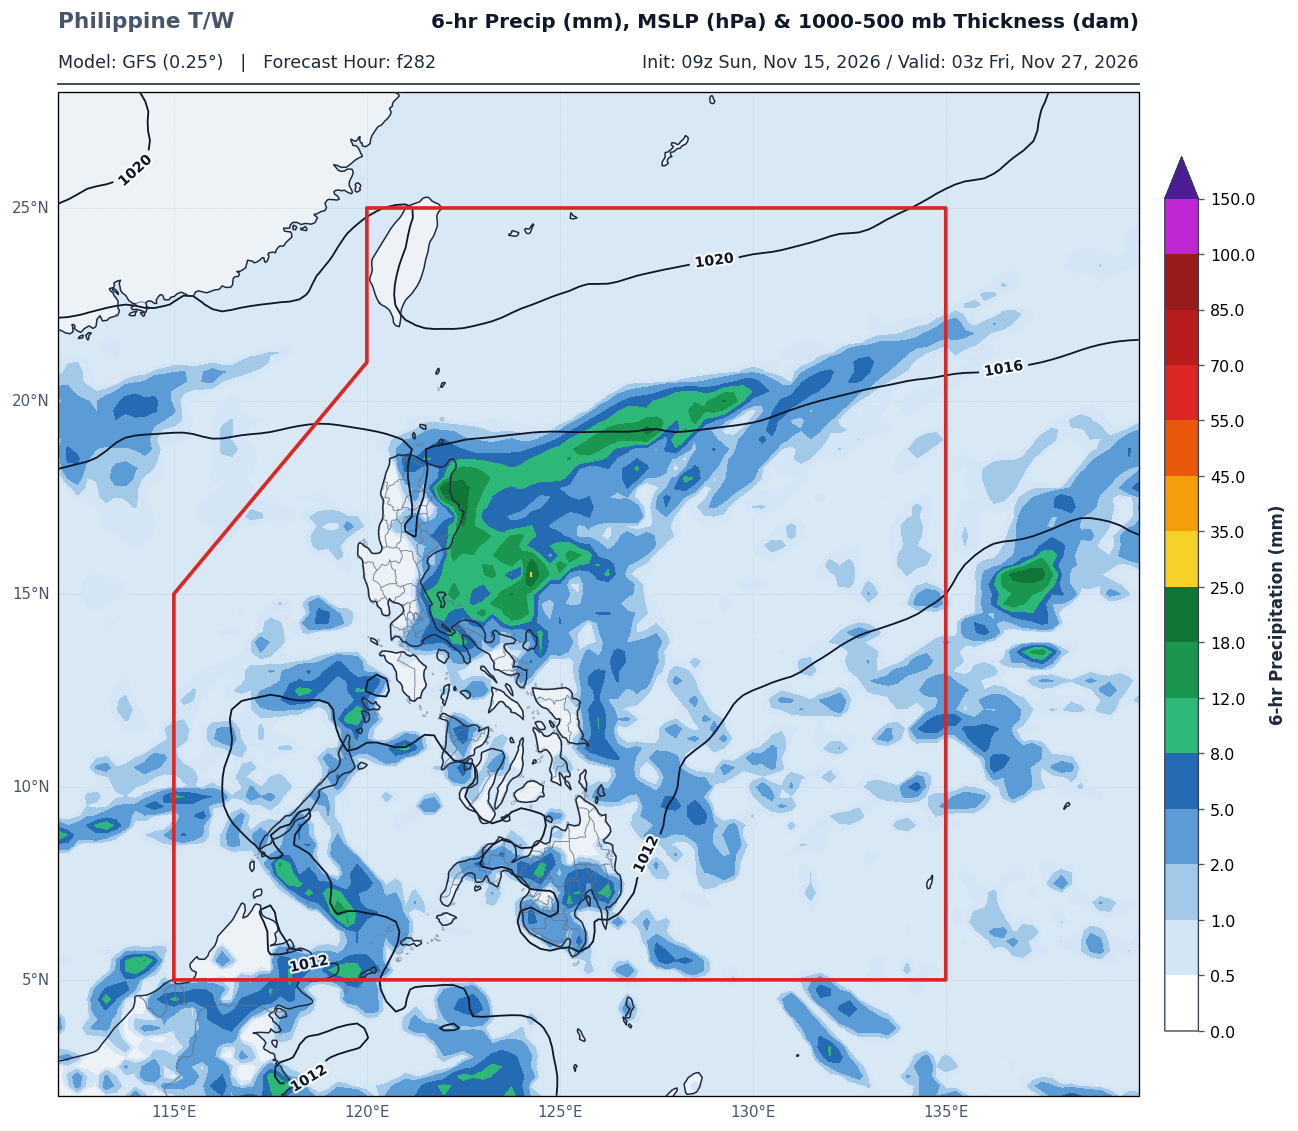 Philippine T/W
6-hr Precip (mm), MSLP (hPa) & 1000-500 mb Thickness (dam)
Model: GFS (0.25°) | Forecast Hour: f282
Init: 09z Sun, Nov 15, 2026 / Valid: 03z Fri, Nov 27, 2026
1020
1020
1016
1012
1012
1012
25°N
20°N
15°N
10°N
5°N
115°E
120°E
125°E
130°E
135°E
150.0
100.0
85.0
70.0
55.0
45.0
35.0
25.0
18.0
12.0
8.0
5.0
2.0
1.0
0.5
0.0
6-hr Precipitation (mm)